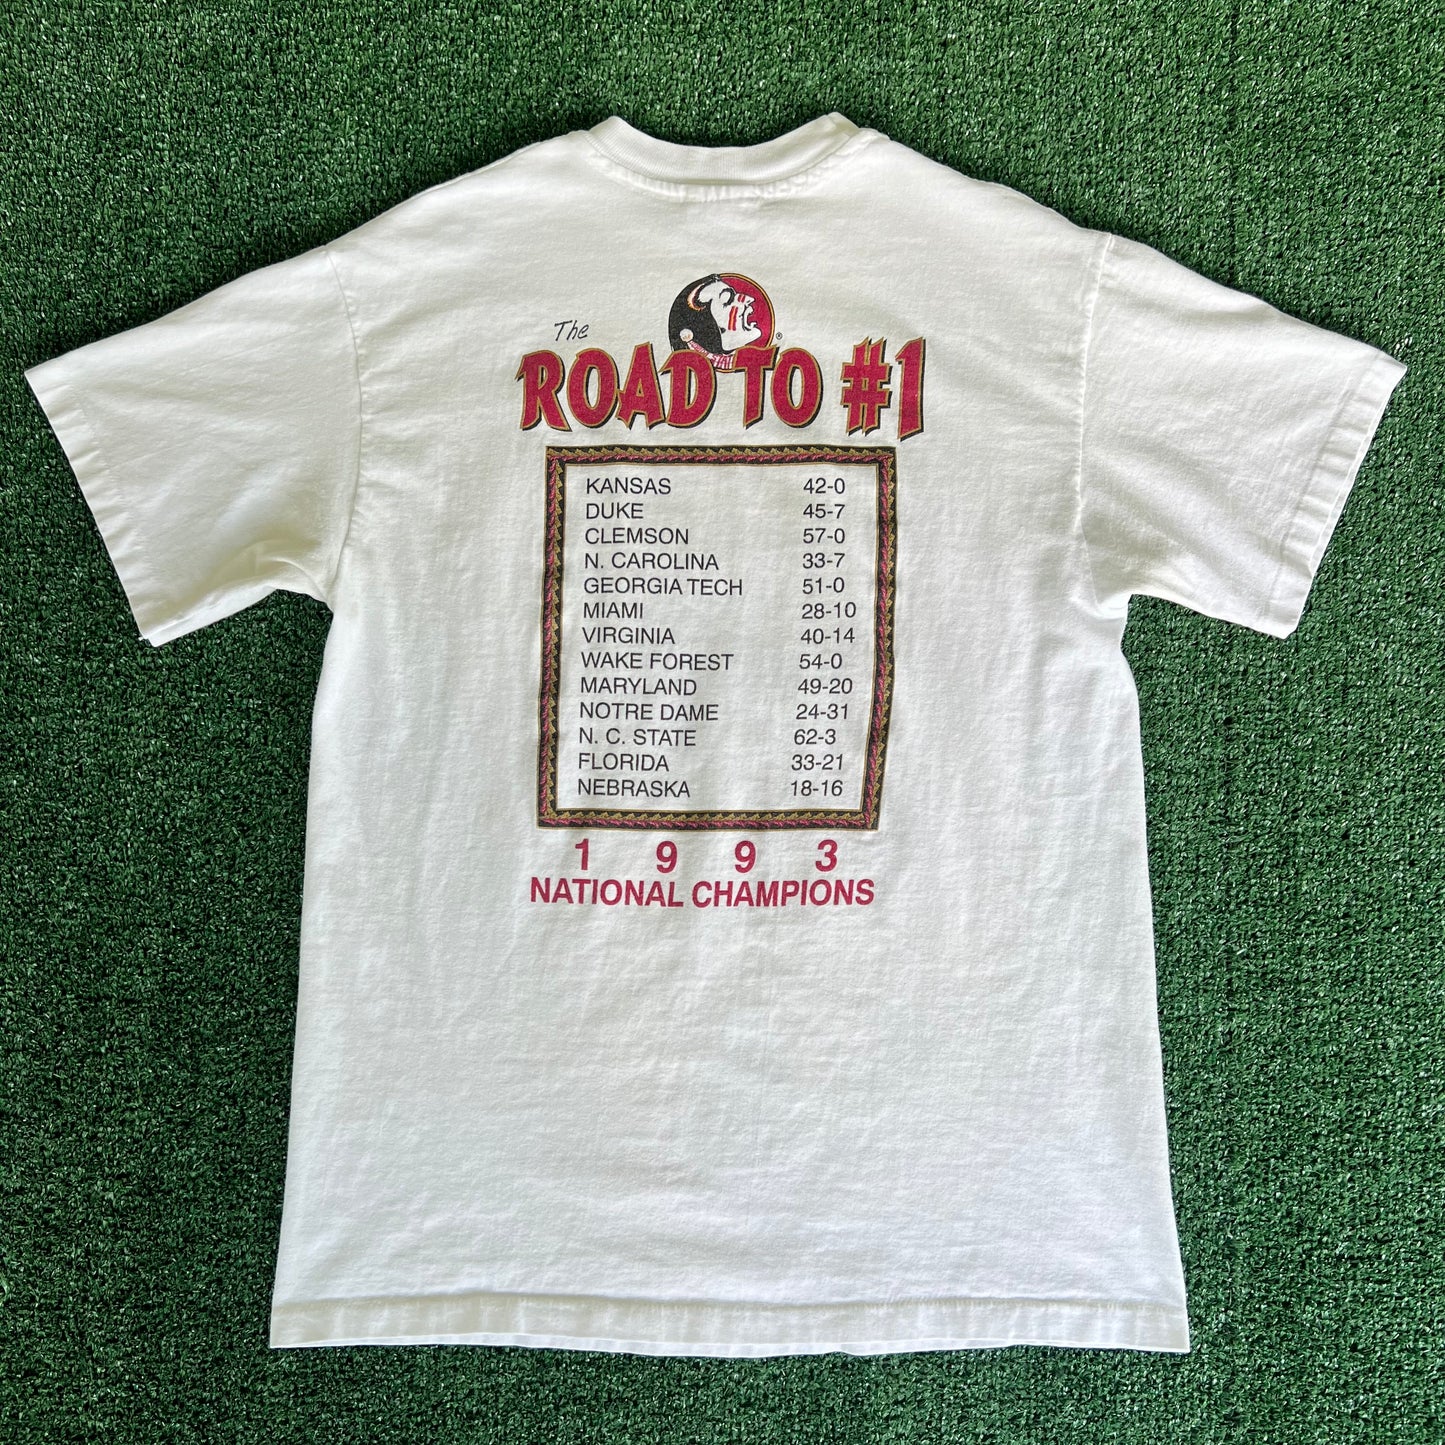 The
ROAD TO #1
KANSAS 42-0
DUKE 45-7
CLEMSON 57-0
N. CAROLINA 33-7
GEORGIA TECH 51-0
MIAMI 28-10
VIRGINIA 40-14
WAKE FOREST 54-0
MARYLAND 49-20
NOTRE DAME 24-31
N. C. STATE 62-3
FLORIDA 33-21
NEBRASKA 18-16
1 9 9 3
NATIONAL CHAMPIONS